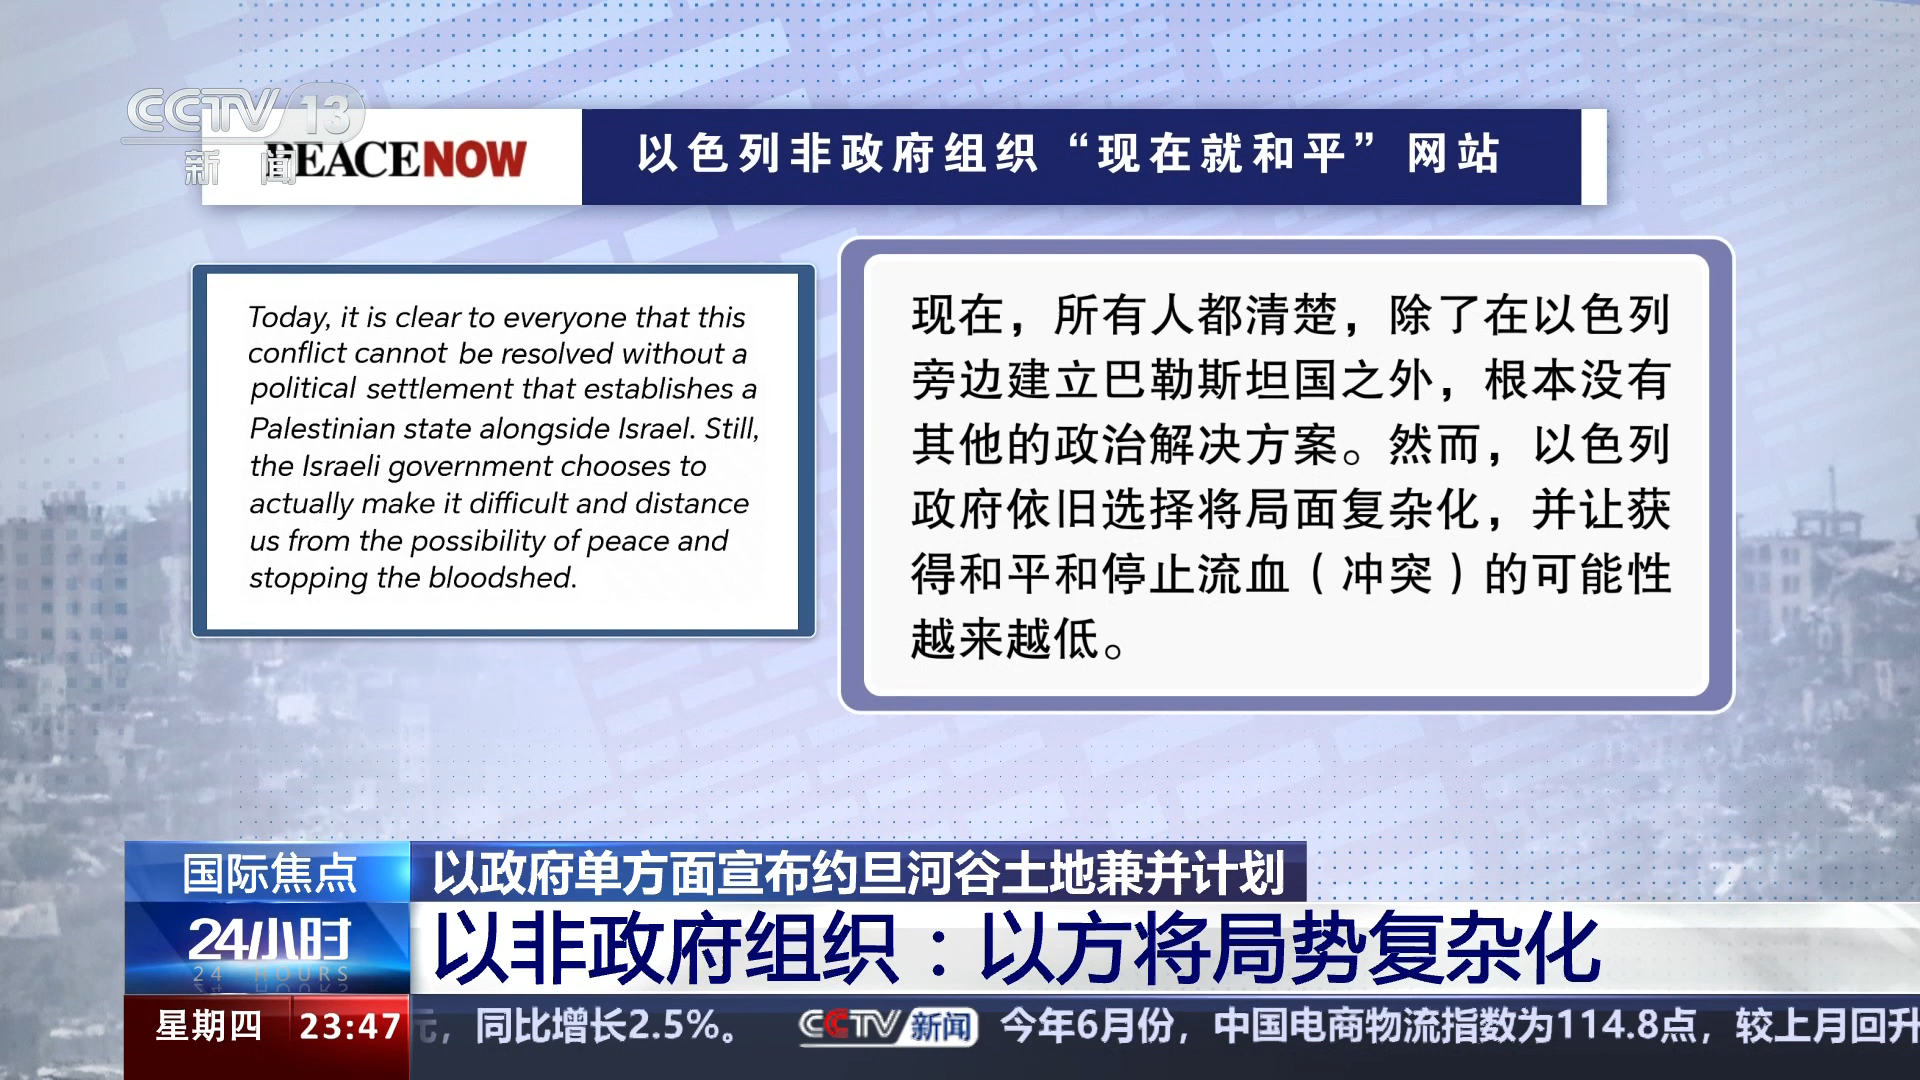 CCTV 13
新闻
PEACENOW
以色列非政府组织“现在就和平”网站
Today, it is clear to everyone that this
conflict cannot be resolved without a
political settlement that establishes a
Palestinian state alongside Israel. Still,
the Israeli government chooses to
actually make it difficult and distance
us from the possibility of peace and
stopping the bloodshed.
现在，所有人都清楚，除了在以色列
旁边建立巴勒斯坦国之外，根本没有
其他的政治解决方案。然而，以色列
政府依旧选择将局面复杂化，并让获
得和平和停止流血（冲突）的可能性
越来越低。
国际焦点
以政府单方面宣布约旦河谷土地兼并计划
24小时
24 HOURS
以非政府组织：以方将局势复杂化
星期四 23:47
元，同比增长2.5%。 CCTV新闻 今年6月份，中国电商物流指数为114.8点，较上月回升